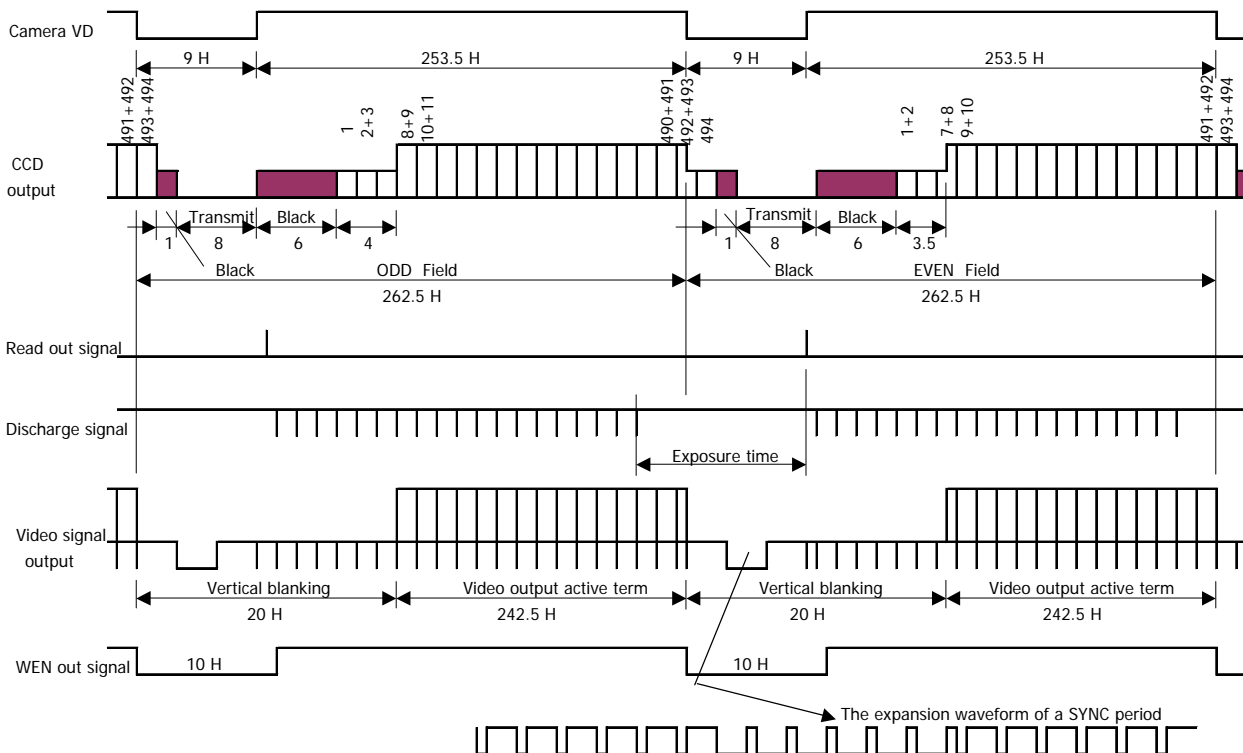 Camera VD
9 H
253.5 H
9 H
253.5 H
491+492
493+494
1
2+3
8+9
10+11
490+491
492+493
494
1+2
7+8
9+10
491+492
493+494
CCD
output
Transmit
Black
Transmit
Black
1
8
6
4
1
8
6
3.5
Black
ODD Field
Black
EVEN Field
262.5 H
262.5 H
Read out signal
Discharge signal
Exposure time
Video signal
output
Vertical blanking
Video output active term
Vertical blanking
Video output active term
20 H
242.5 H
20 H
242.5 H
WEN out signal
10 H
10 H
The expansion waveform of a SYNC period